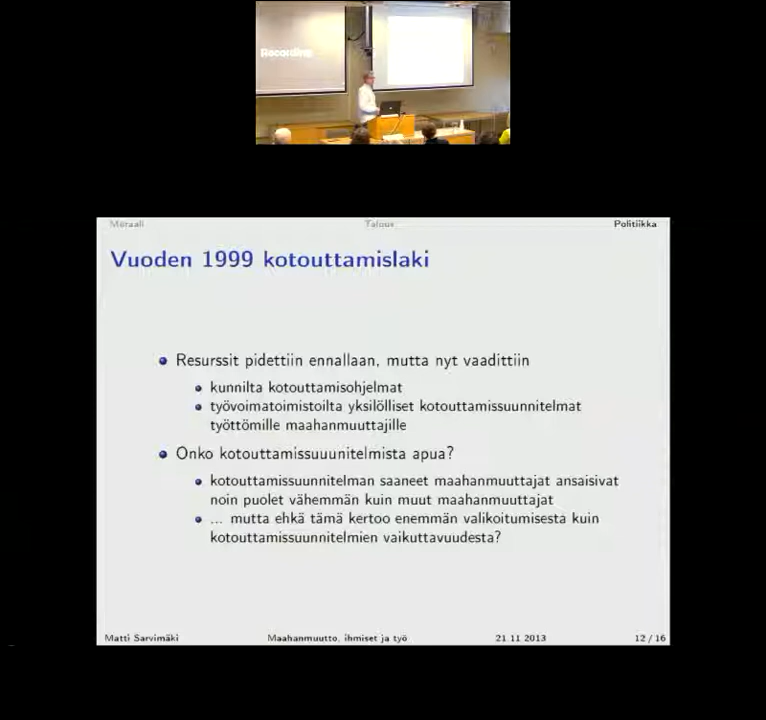 Recording
Moraali Talous Politiikka
Vuoden 1999 kotouttamislaki
Resurssit pidettiin ennallaan, mutta nyt vaadittiin
kunnilta kotouttamisohjelmat
työvoimatoimistoilta yksilölliset kotouttamissuunnitelmat
työttömille maahanmuuttajille
Onko kotouttamissuuunitelmista apua?
kotouttamissuunnitelman saaneet maahanmuuttajat ansaisivat
noin puolet vähemmän kuin muut maahanmuuttajat
... mutta ehkä tämä kertoo enemmän valikoitumisesta kuin
kotouttamissuunnitelmien vaikuttavuudesta?
Matti Sarvimäki Maahanmuutto, ihmiset ja työ 21.11.2013 12 / 16